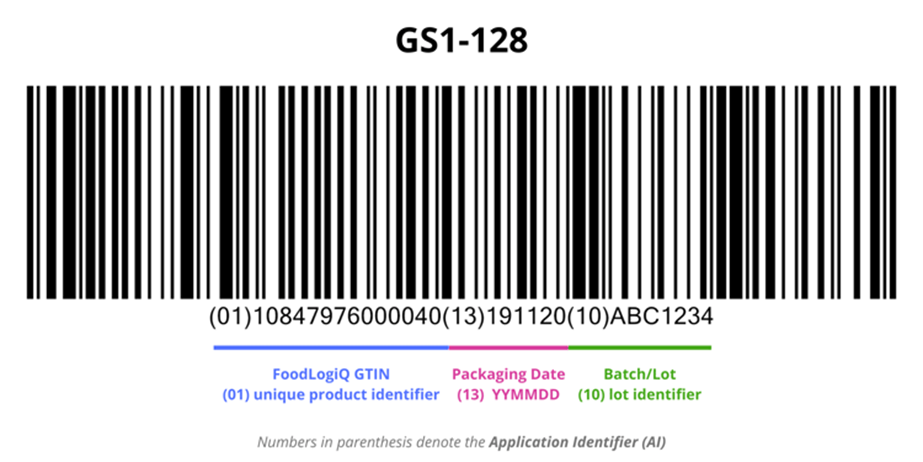 GS1-128
(01)10847976000040(13)191120(10)ABC1234
FoodLogiQ GTIN Packaging Date Batch/Lot
(01) unique product identifier (13) YYMMDD (10) lot identifier
Numbers in parenthesis denote the Application Identifier (AI)